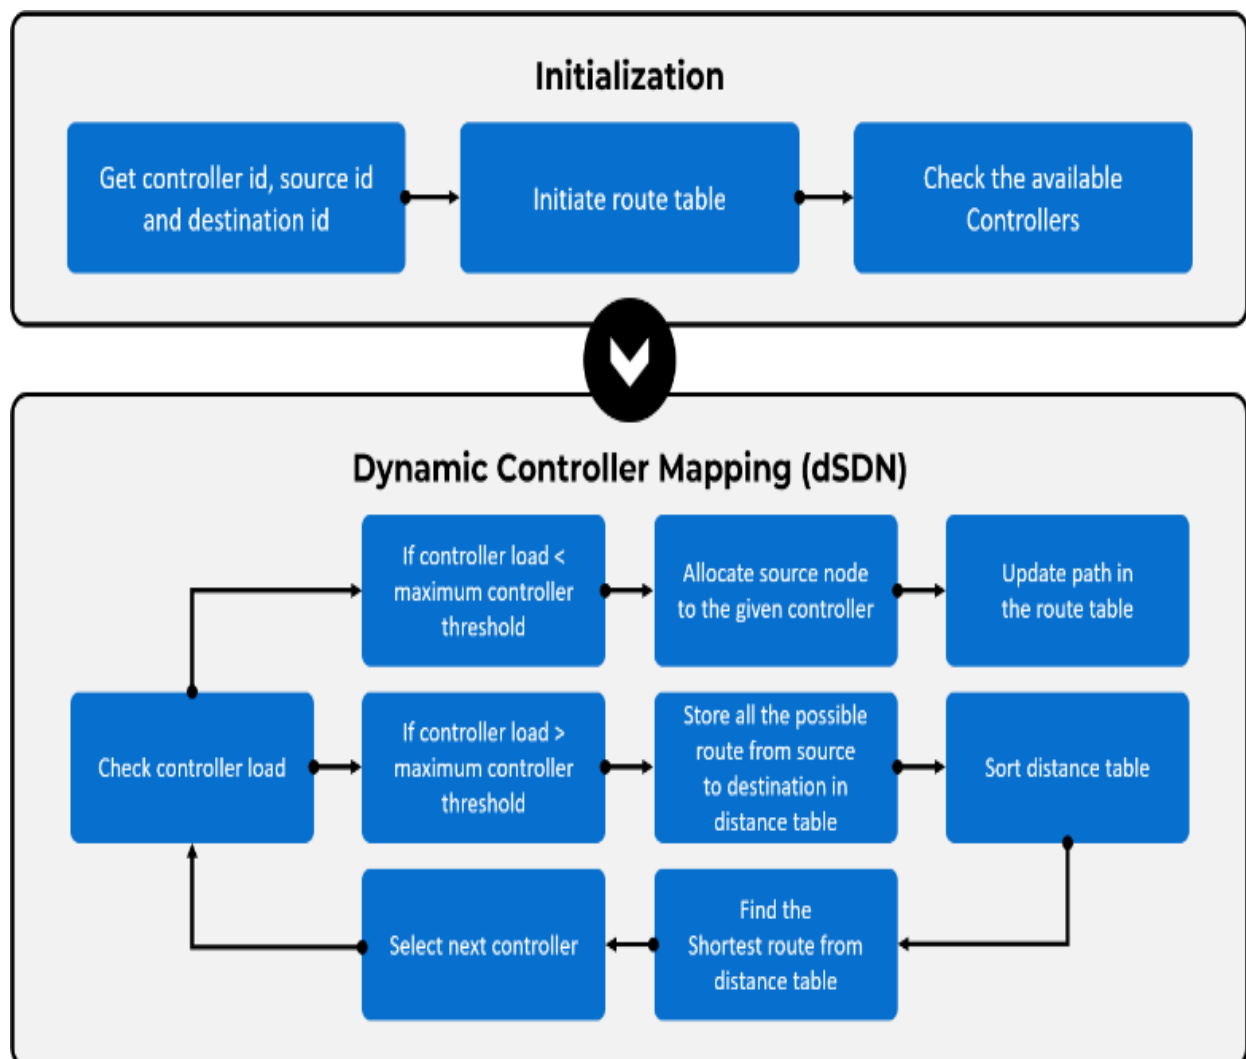 Initialization
Get controller id, source id
and destination id
Initiate route table
Check the available
Controllers
Dynamic Controller Mapping (dSDN)
If controller load <
maximum controller
threshold
Allocate source node
to the given controller
Update path in
the route table
Check controller load
If controller load >
maximum controller
threshold
Store all the possible
route from source
to destination in
distance table
Sort distance table
Select next controller
Find the
Shortest route from
distance table